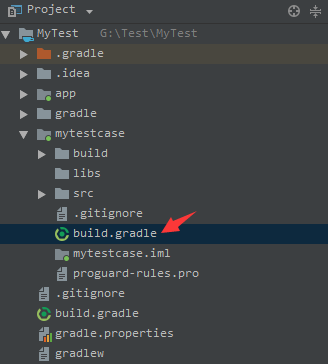 Project
MyTest G:\Test\MyTest
.gradle
.idea
app
gradle
mytestcase
build
libs
src
.gitignore
build.gradle
mytestcase.iml
proguard-rules.pro
.gitignore
build.gradle
gradle.properties
gradlew